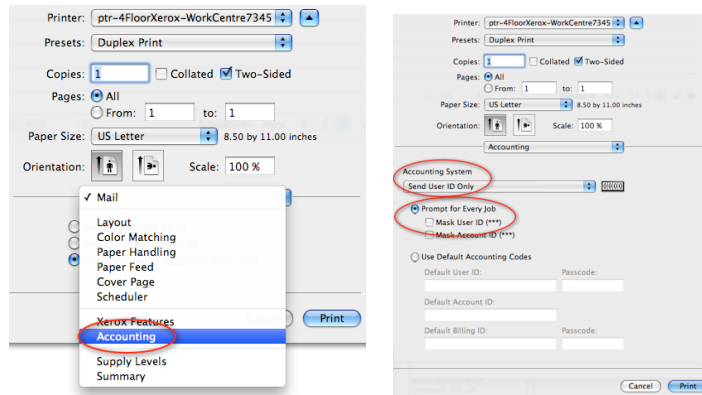 Printer: ptr-4FloorXerox-WorkCentre7345
Presets: Duplex Print
Copies: 1 Collated Two-Sided
Pages: All
From: 1 to: 1
Paper Size: US Letter 8.50 by 11.00 inches
Orientation: Scale: 100 %
✓ Mail
Layout
Color Matching
Paper Handling
Paper Feed
Cover Page
Scheduler
Xerox Features
Accounting
Supply Levels
Summary
Print
Printer: ptr-4FloorXerox-WorkCentre7345
Presets: Duplex Print
Copies: 1 Collated Two-Sided
Pages: All
From: 1 to: 1
Paper Size: US Letter 8.50 by 11.00 inches
Orientation: Scale: 100 %
Accounting
Accounting System
Send User ID Only
Prompt for Every Job
Mask User ID (***)
Mask Account ID (***)
Use Default Accounting Codes
Default User ID: Passcode:
Default Account ID:
Default Billing ID: Passcode:
Cancel Print